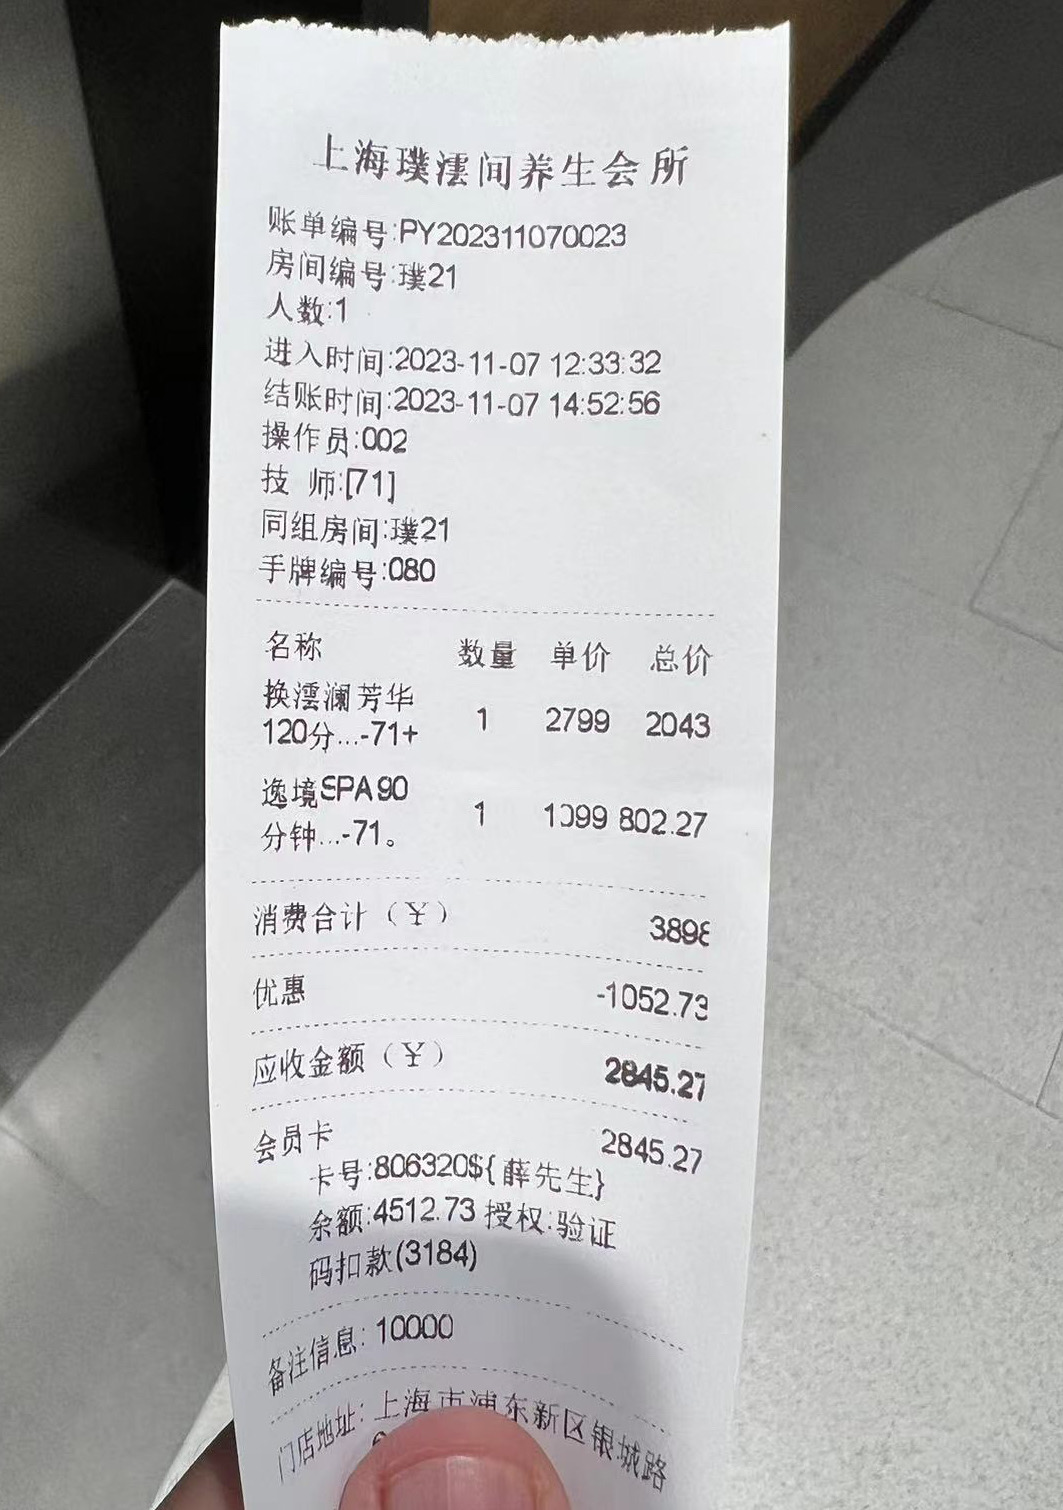 上海璞澐间养生会所
账单编号:PY202311070023
房间编号:璞21
人数:1
进入时间:2023-11-07 12:33:32
结账时间:2023-11-07 14:52:56
操作员:002
技 师:[71]
同组房间:璞21
手牌编号:080
名称 数量 单价 总价
换澐澜芳华
120分...-71+ 1 2799 2043
逸境SPA90
分钟...-71。 1 1099 802.27
消费合计（¥） 3898
优惠 -1052.73
应收金额（¥） 2845.27
会员卡 2845.27
卡号:806320${薛先生}
余额:4512.73 授权:验证
码扣款(3184)
备注信息: 10000
门店地址: 上海市浦东新区银城路